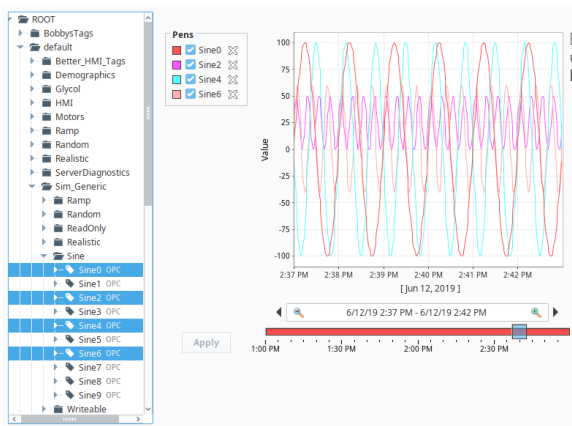 ROOT
BobbysTags
default
Better_HMI_Tags
Demographics
Glycol
HMI
Motors
Ramp
Random
Realistic
ServerDiagnostics
Sim_Generic
Ramp
Random
ReadOnly
Realistic
Sine
Sine0 OPC
Sine1 OPC
Sine2 OPC
Sine3 OPC
Sine4 OPC
Sine5 OPC
Sine6 OPC
Sine7 OPC
Sine8 OPC
Sine9 OPC
Writeable
Pens
Sine0
Sine2
Sine4
Sine6
Apply
Value
100
75
50
25
0
-25
-50
-75
-100
2:37 PM 2:38 PM 2:39 PM 2:40 PM 2:41 PM 2:42 PM
[ Jun 12, 2019 ]
6/12/19 2:37 PM - 6/12/19 2:42 PM
1:00 PM 1:30 PM 2:00 PM 2:30 PM